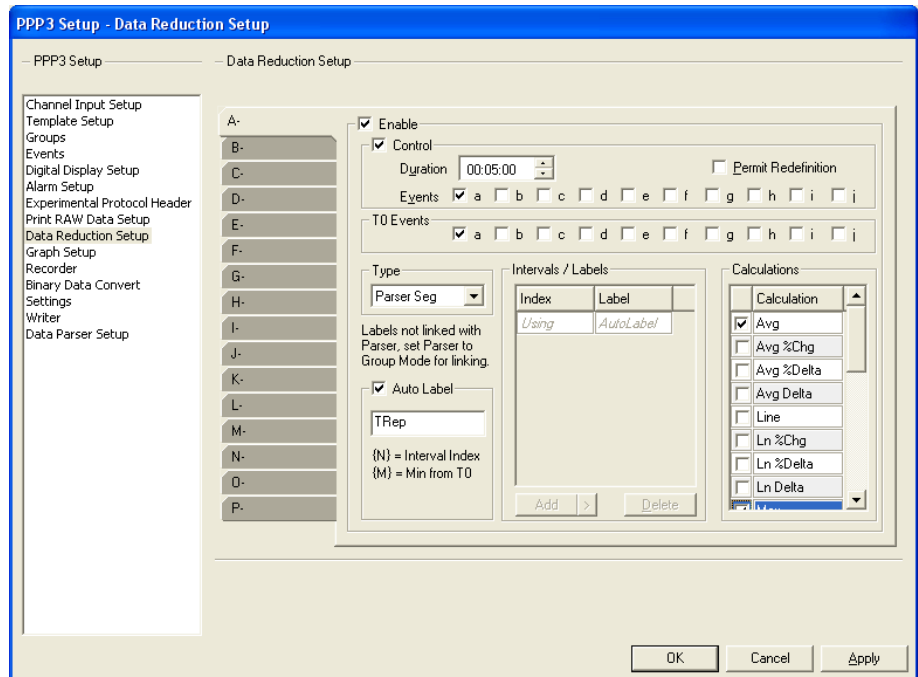 PPP3 Setup - Data Reduction Setup
PPP3 Setup
Data Reduction Setup
Channel Input Setup
Template Setup
Groups
Events
Digital Display Setup
Alarm Setup
Experimental Protocol Header
Print RAW Data Setup
Data Reduction Setup
Graph Setup
Recorder
Binary Data Convert
Settings
Writer
Data Parser Setup
A-
B-
C-
D-
E-
F-
G-
H-
I-
J-
K-
L-
M-
N-
O-
P-
Enable
Control
Duration 00:05:00 Permit Redefinition
Events a b c d e f g h i j
T0 Events
a b c d e f g h i j
Type
Parser Seg
Labels not linked with
Parser, set Parser to
Group Mode for linking.
Auto Label
TRep
{N} = Interval Index
{M} = Min from T0
Intervals / Labels
Index Label
Using AutoLabel
Add > Delete
Calculations
Calculation
Avg
Avg %Chg
Avg %Delta
Avg Delta
Line
Ln %Chg
Ln %Delta
Ln Delta
Max
OK Cancel Apply